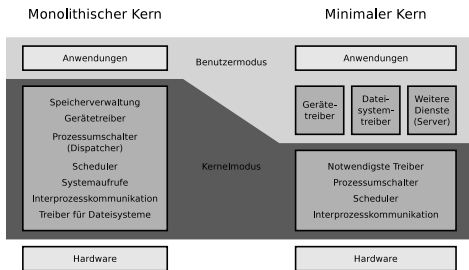 Monolithischer Kern
Minimaler Kern
Anwendungen
Benutzermodus
Anwendungen
Speicherverwaltung
Gerätetreiber
Prozessumschalter
(Dispatcher)
Scheduler
Systemaufrufe
Interprozesskommunikation
Treiber für Dateisysteme
Kernelmodus
Geräte-
treiber
Datei-
system-
treiber
Weitere
Dienste
(Server)
Notwendigste Treiber
Prozessumschalter
Scheduler
Interprozesskommunikation
Hardware
Hardware